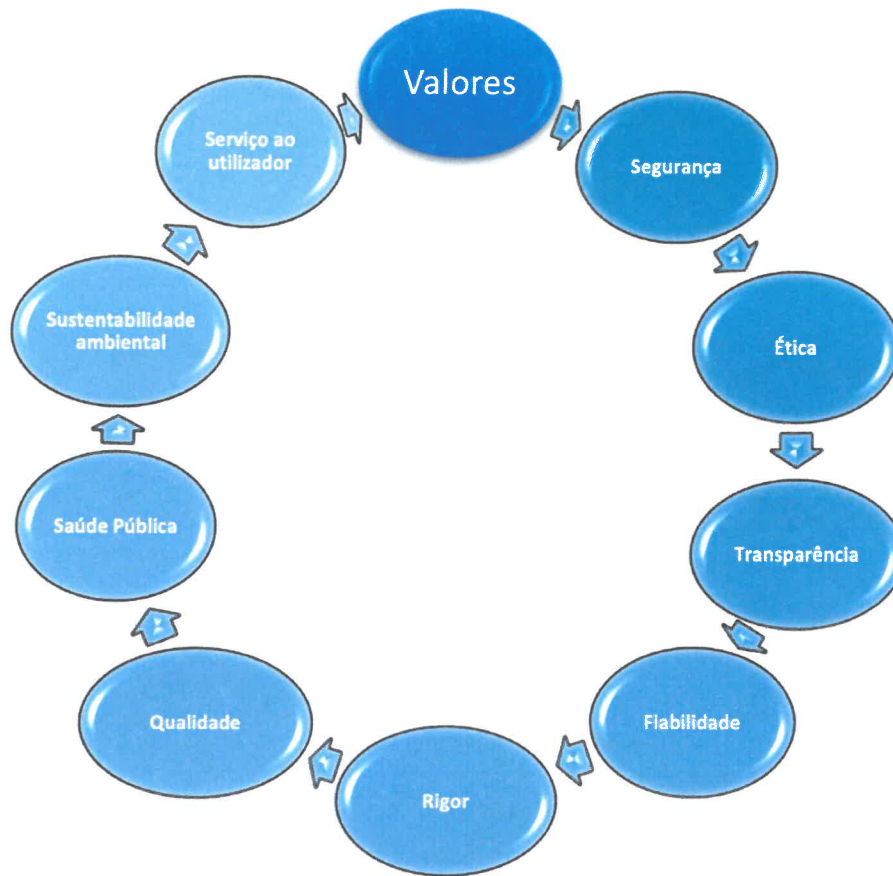 Valores
Segurança
Ética
Transparência
Fiabilidade
Rigor
Qualidade
Saúde Pública
Sustentabilidade
ambiental
Serviço ao
utilizador